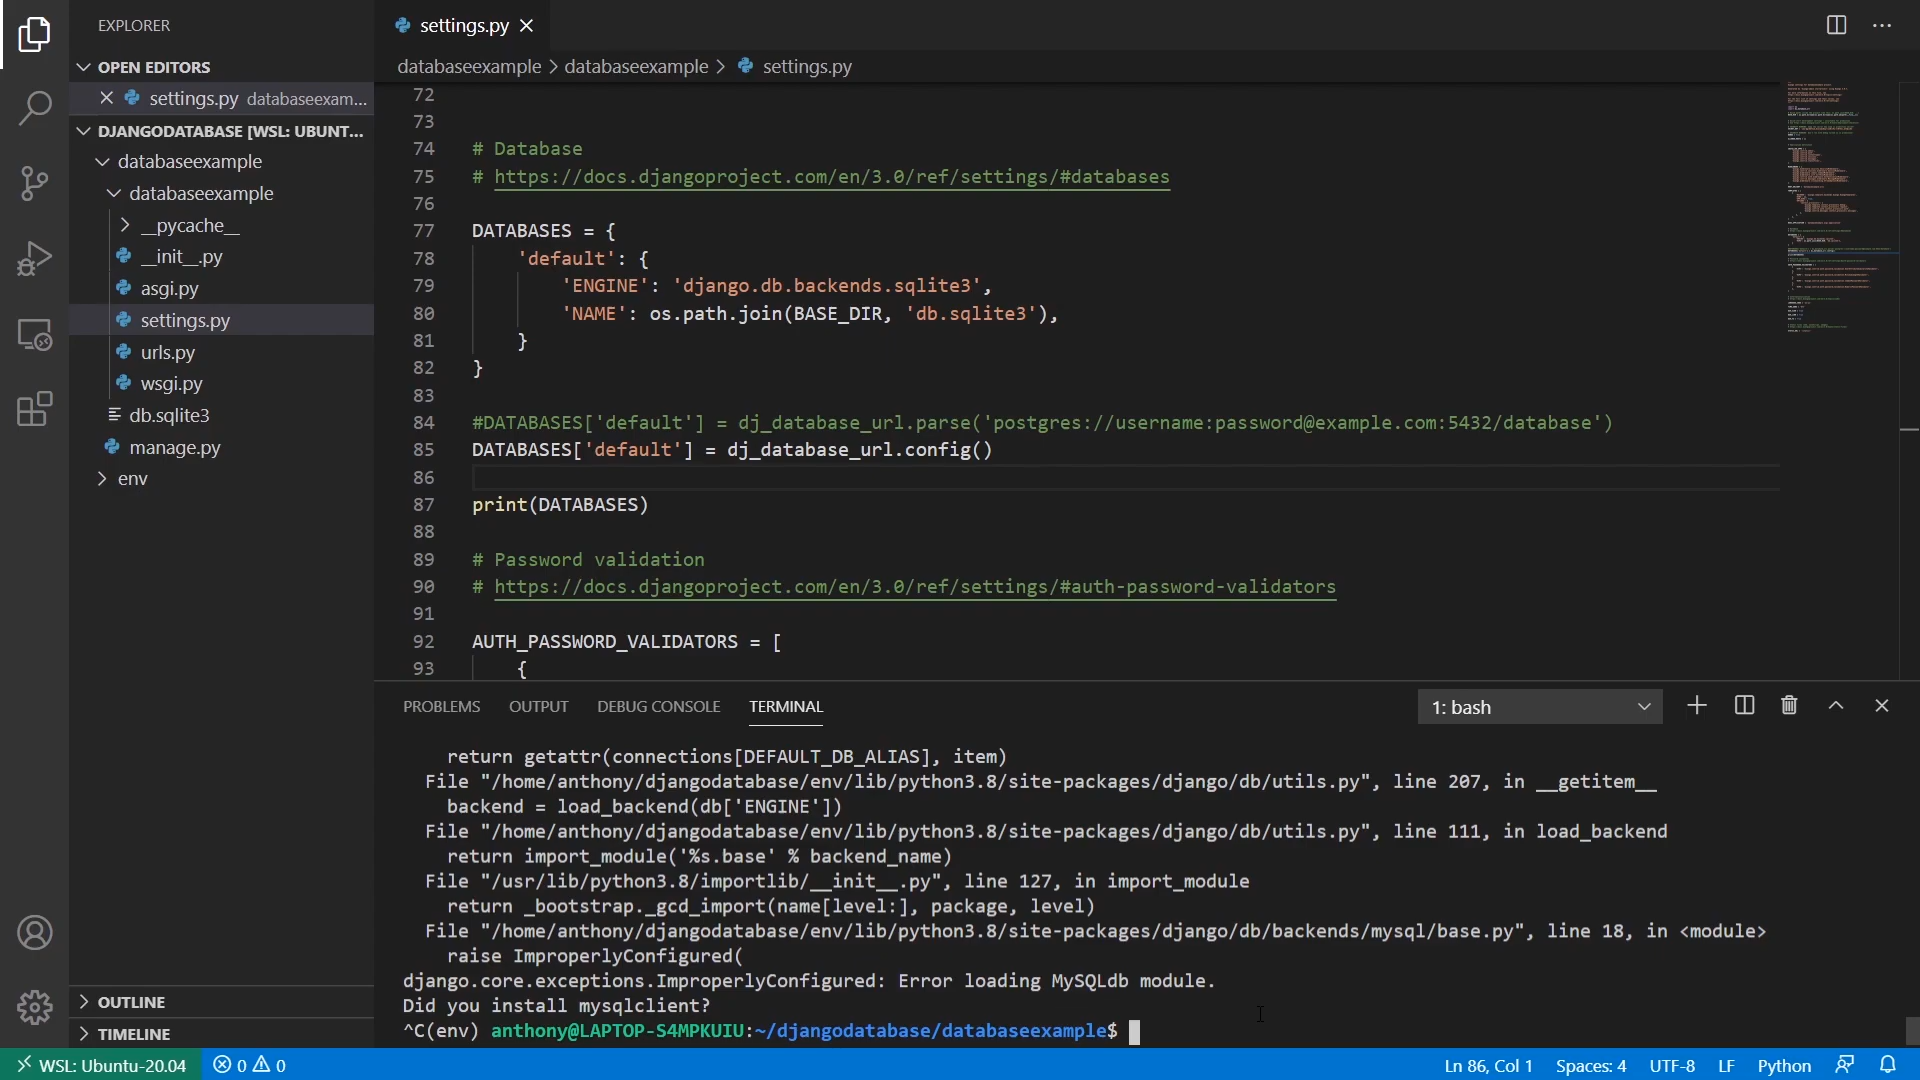 EXPLORER
OPEN EDITORS
settings.py databaseexam...
DJANGODATABASE [WSL: UBUNT...
databaseexample
databaseexample
__pycache__
__init__.py
asgi.py
settings.py
urls.py
wsgi.py
db.sqlite3
manage.py
env
OUTLINE
TIMELINE
settings.py
databaseexample > databaseexample > settings.py
72
73
74 # Database
75 # https://docs.djangoproject.com/en/3.0/ref/settings/#databases
76
77 DATABASES = {
78 'default': {
79 'ENGINE': 'django.db.backends.sqlite3',
80 'NAME': os.path.join(BASE_DIR, 'db.sqlite3'),
81 }
82 }
83
84 #DATABASES['default'] = dj_database_url.parse('postgres://username:password@example.com:5432/database')
85 DATABASES['default'] = dj_database_url.config()
86
87 print(DATABASES)
88
89 # Password validation
90 # https://docs.djangoproject.com/en/3.0/ref/settings/#auth-password-validators
91
92 AUTH_PASSWORD_VALIDATORS = [
93 {
PROBLEMS OUTPUT DEBUG CONSOLE TERMINAL 1: bash
return getattr(connections[DEFAULT_DB_ALIAS], item)
File "/home/anthony/djangodatabase/env/lib/python3.8/site-packages/django/db/utils.py", line 207, in __getitem__
backend = load_backend(db['ENGINE'])
File "/home/anthony/djangodatabase/env/lib/python3.8/site-packages/django/db/utils.py", line 111, in load_backend
return import_module('%s.base' % backend_name)
File "/usr/lib/python3.8/importlib/__init__.py", line 127, in import_module
return _bootstrap._gcd_import(name[level:], package, level)
File "/home/anthony/djangodatabase/env/lib/python3.8/site-packages/django/db/backends/mysql/base.py", line 18, in <module>
raise ImproperlyConfigured(
django.core.exceptions.ImproperlyConfigured: Error loading MySQLdb module.
Did you install mysqlclient?
^C(env) anthony@LAPTOP-S4MPKUIU:~/djangodatabase/databaseexample$
WSL: Ubuntu-20.04 0 0 Ln 86, Col 1 Spaces: 4 UTF-8 LF Python